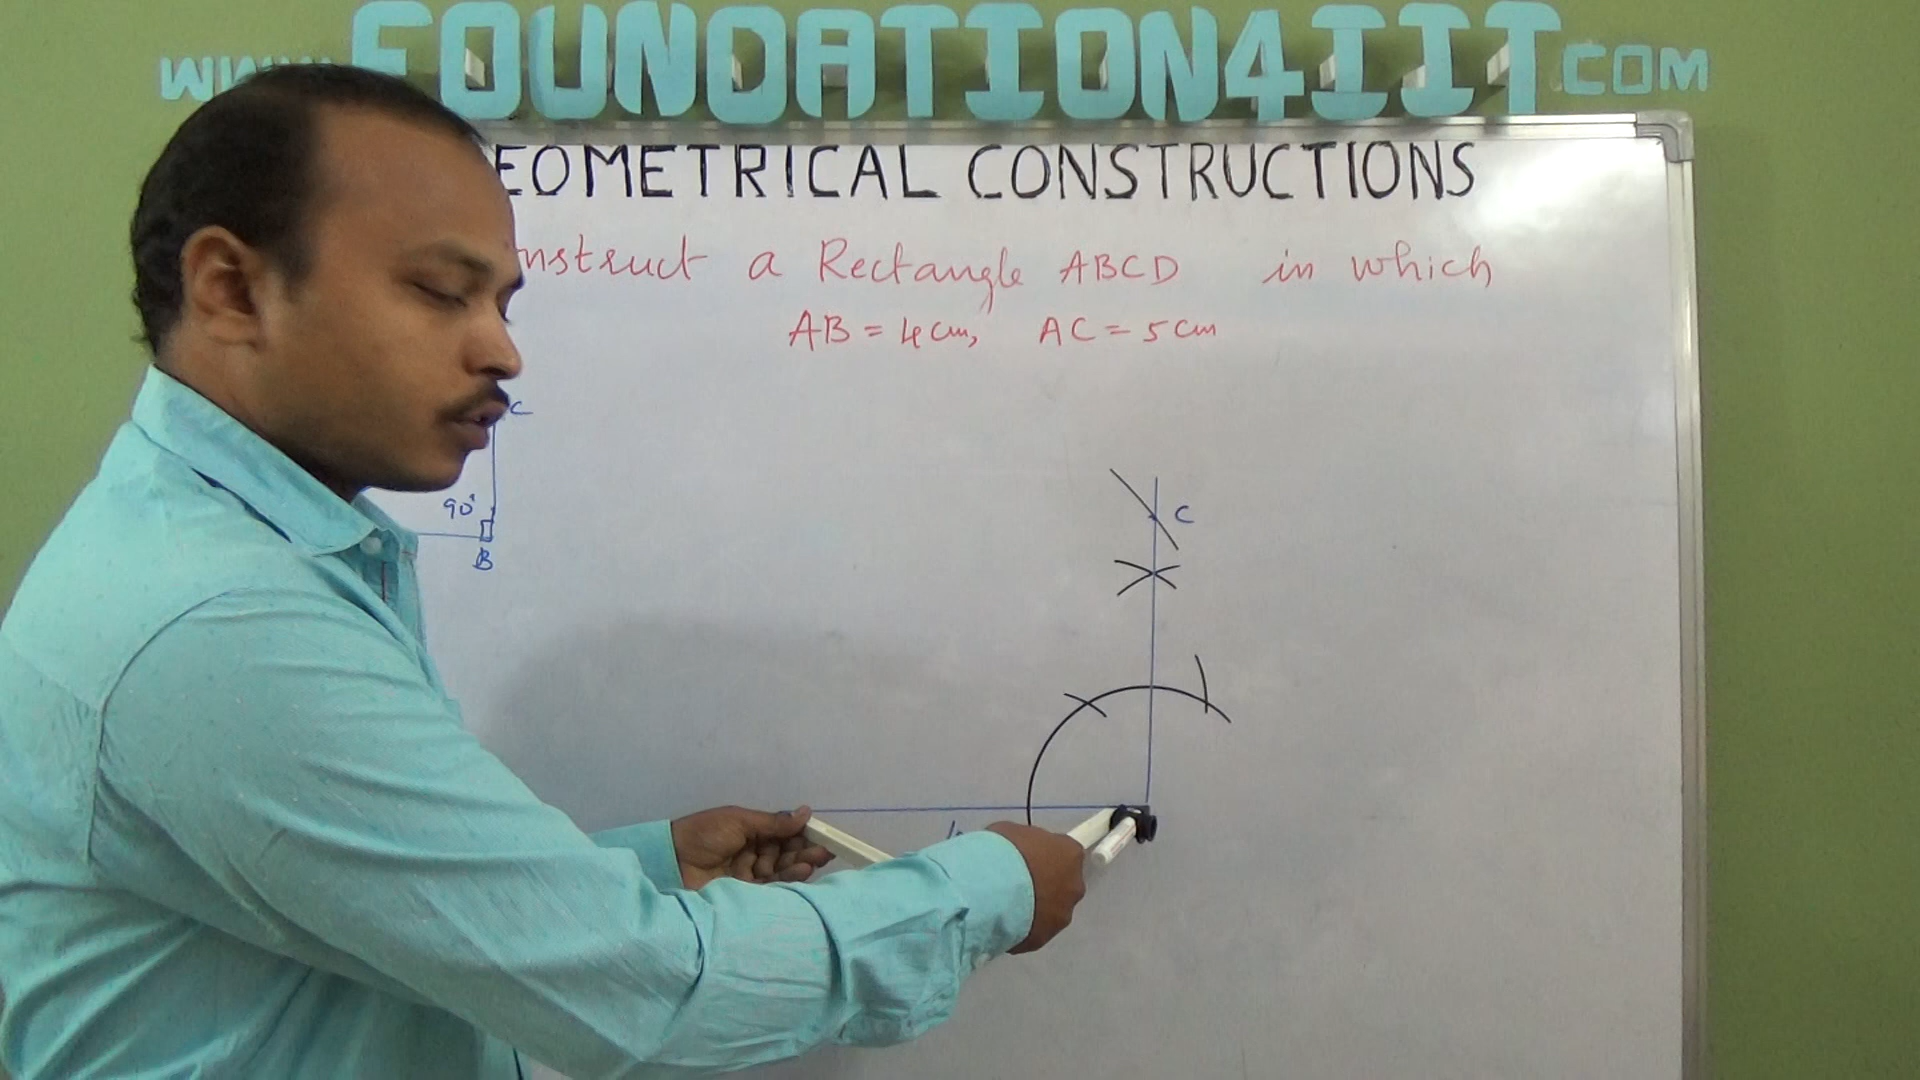 FOUNDATION4IIT.COM
EOMETRICAL CONSTRUCTIONS
nstruct a Rectangle ABCD in which
AB = 4cm, AC = 5cm
C
90°
B
C